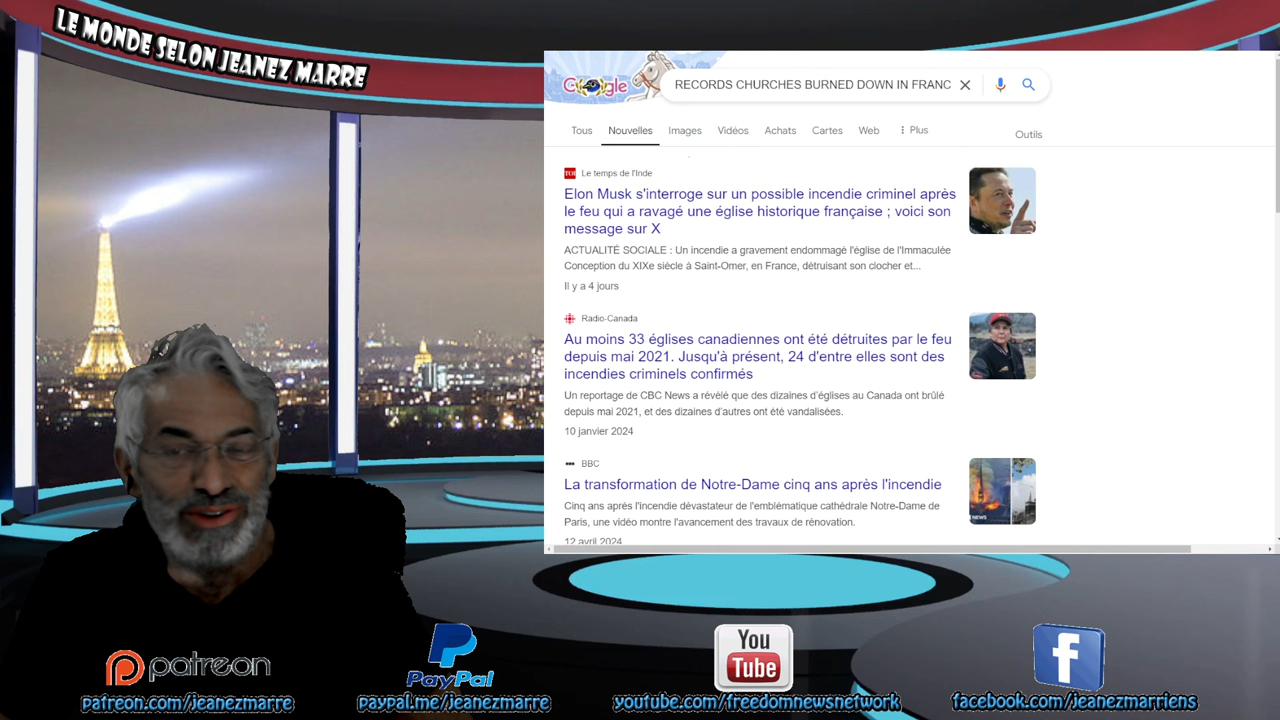 LE MONDE SELON JEANEZ MARRE
Google
RECORDS CHURCHES BURNED DOWN IN FRANC
Tous Nouvelles Images Vidéos Achats Cartes Web Plus Outils
TOI Le temps de l'Inde
Elon Musk s'interroge sur un possible incendie criminel après
le feu qui a ravagé une église historique française ; voici son
message sur X
ACTUALITÉ SOCIALE : Un incendie a gravement endommagé l'église de l'Immaculée
Conception du XIXe siècle à Saint-Omer, en France, détruisant son clocher et...
Il y a 4 jours
Radio-Canada
Au moins 33 églises canadiennes ont été détruites par le feu
depuis mai 2021. Jusqu'à présent, 24 d'entre elles sont des
incendies criminels confirmés
Un reportage de CBC News a révélé que des dizaines d'églises au Canada ont brûlé
depuis mai 2021, et des dizaines d'autres ont été vandalisées.
10 janvier 2024
BBC
La transformation de Notre-Dame cinq ans après l'incendie
Cinq ans après l'incendie dévastateur de l'emblématique cathédrale Notre-Dame de
Paris, une vidéo montre l'avancement des travaux de rénovation.
NEWS
12 avril 2024
patreon
patreon.com/jeanezmarre
PayPal
paypal.me/jeanezmarre
You
Tube
youtube.com/freedomnewsnetwork
f
facebook.com/jeanezmarriens